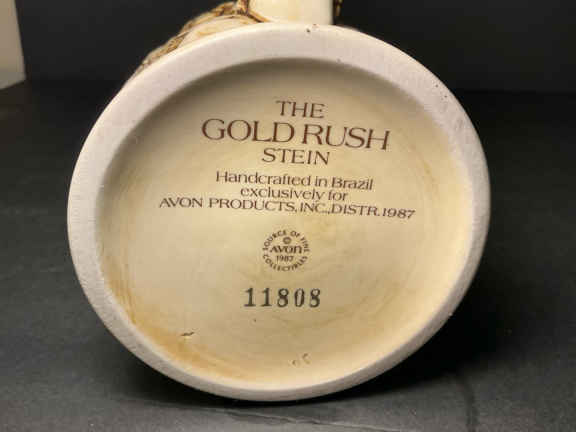 THE
GOLD RUSH
STEIN
Handcrafted in Brazil
exclusively for
AVON PRODUCTS, INC., DISTR. 1987
SOURCE OF FINE
©
AVON
1987
COLLECTIBLES
11808